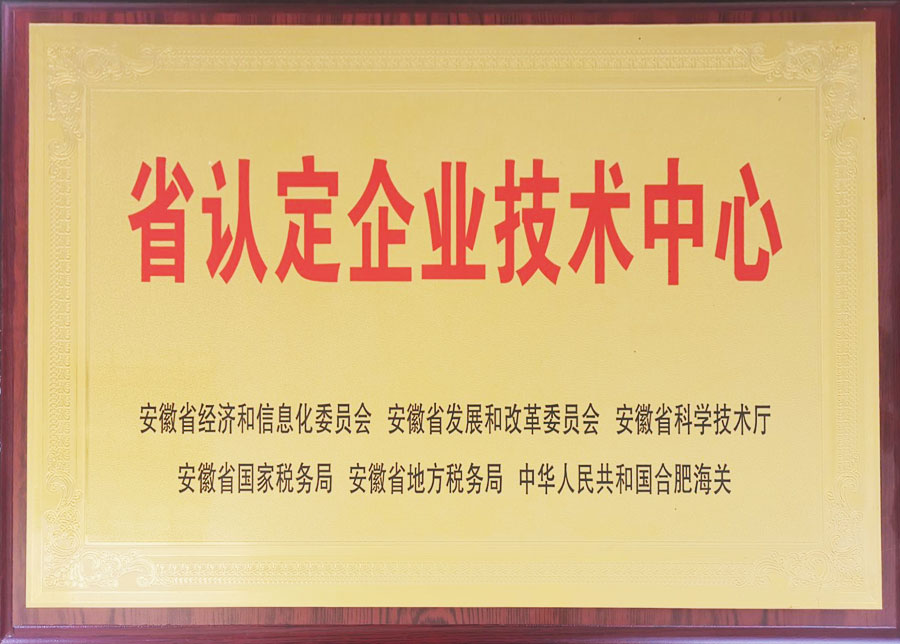 省认定企业技术中心
安徽省经济和信息化委员会 安徽省发展和改革委员会 安徽省科学技术厅
安徽省国家税务局 安徽省地方税务局 中华人民共和国合肥海关